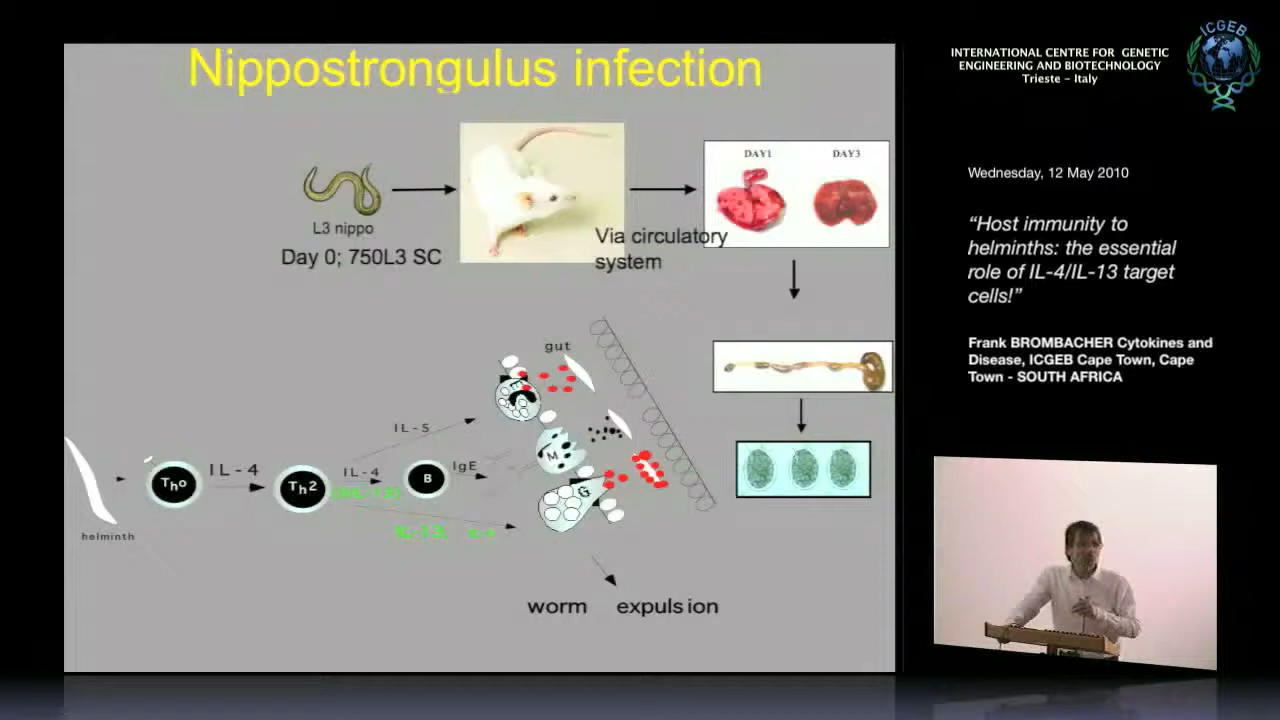 Nippostrongulus infection
L3 nippo
Day 0; 750L3 SC
Via circulatory
system
DAY1
DAY3
gut
helminth
Tho
IL-4
Th2
IL-5
IL-4
B
IgE
E
M
G
worm expulsion
INTERNATIONAL CENTRE FOR GENETIC
ENGINEERING AND BIOTECHNOLOGY
Trieste - Italy
ICGEB
Wednesday, 12 May 2010
“Host immunity to
helminths: the essential
role of IL-4/IL-13 target
cells!”
Frank BROMBACHER Cytokines and
Disease, ICGEB Cape Town, Cape
Town - SOUTH AFRICA